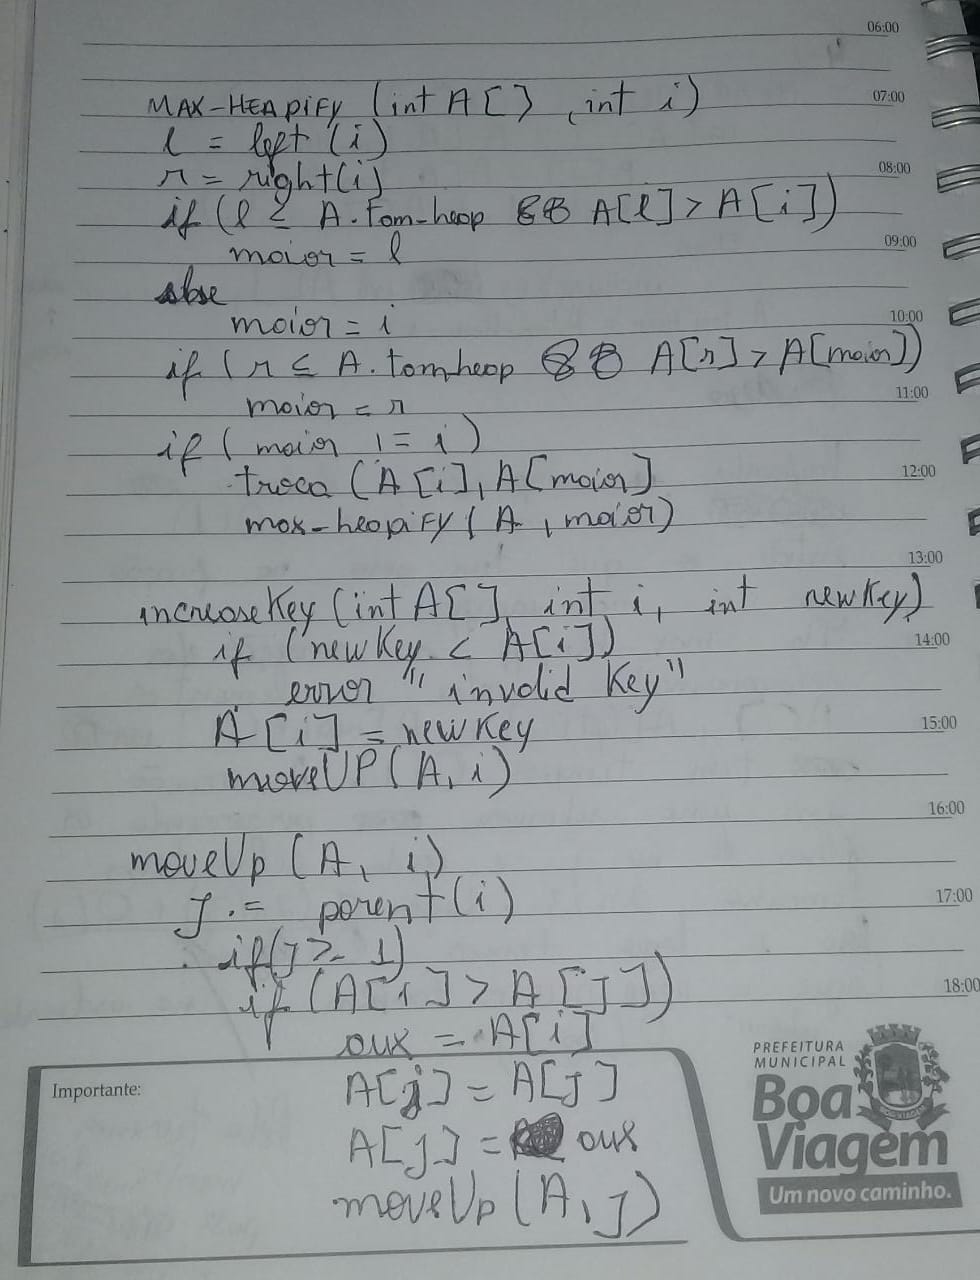 06:00
MAX-HEAPIFY (int A[], int i)
07:00
l = left (i)
r = right(i)
08:00
if (l ≤ A.Tam-heap && A[l] > A[i])
maior = l
09:00
else
maior = i
10:00
if (r ≤ A.tamheap && A[r] > A[maior])
maior = r
11:00
if (maior != i)
troca (A[i], A[maior]
12:00
max-heapify (A, maior)
13:00
increaseKey (int A[], int i, int newKey)
if (newKey < A[i])
14:00
error "invalid Key"
A[i] = newKey
15:00
moveUP(A, i)
16:00
moveUp (A, i)
j := parent(i)
17:00
if(j >= 1)
if (A[i] > A[j])
18:00
aux = A[i]
Importante:
A[j] = A[j]
A[j] = aux
moveUp (A, j)
PREFEITURA
MUNICIPAL
Boa
Viagem
Um novo caminho.